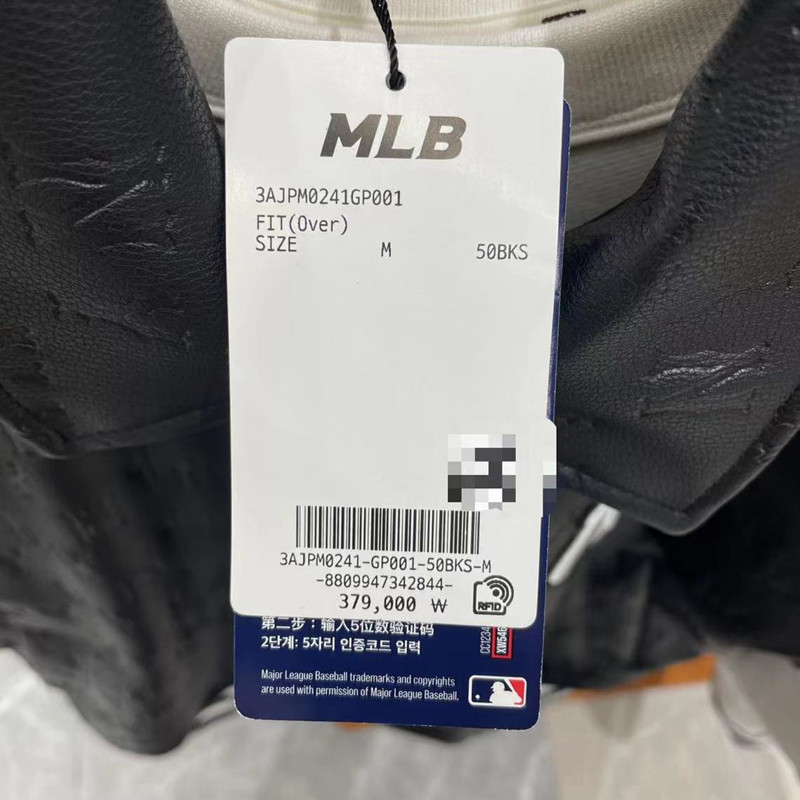 MLB
3AJPM0241GP001
FIT(Over)
SIZE M 50BKS
3AJPM0241-GP001-50BKS-M
-8809947342844-
379,000 ₩
RFID
第二步：输入5位数验证码
2단계: 5자리 인증코드 입력
CC1234
XW546
Major League Baseball trademarks and copyrights
are used with permission of Major League Baseball.